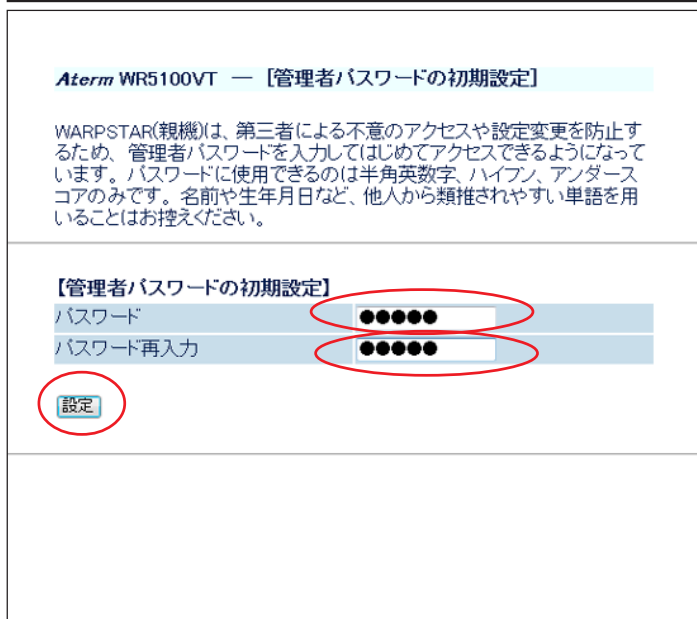 Aterm WR5100VT － [管理者パスワードの初期設定]
WARPSTAR(親機)は、第三者による不意のアクセスや設定変更を防止す
るため、管理者パスワードを入力してはじめてアクセスできるようになって
います。パスワードに使用できるのは半角英数字、ハイフン、アンダース
コアのみです。名前や生年月日など、他人から類推されやすい単語を用
いることはお控えください。
【管理者パスワードの初期設定】
パスワード ●●●●●
パスワード再入力 ●●●●●
設定